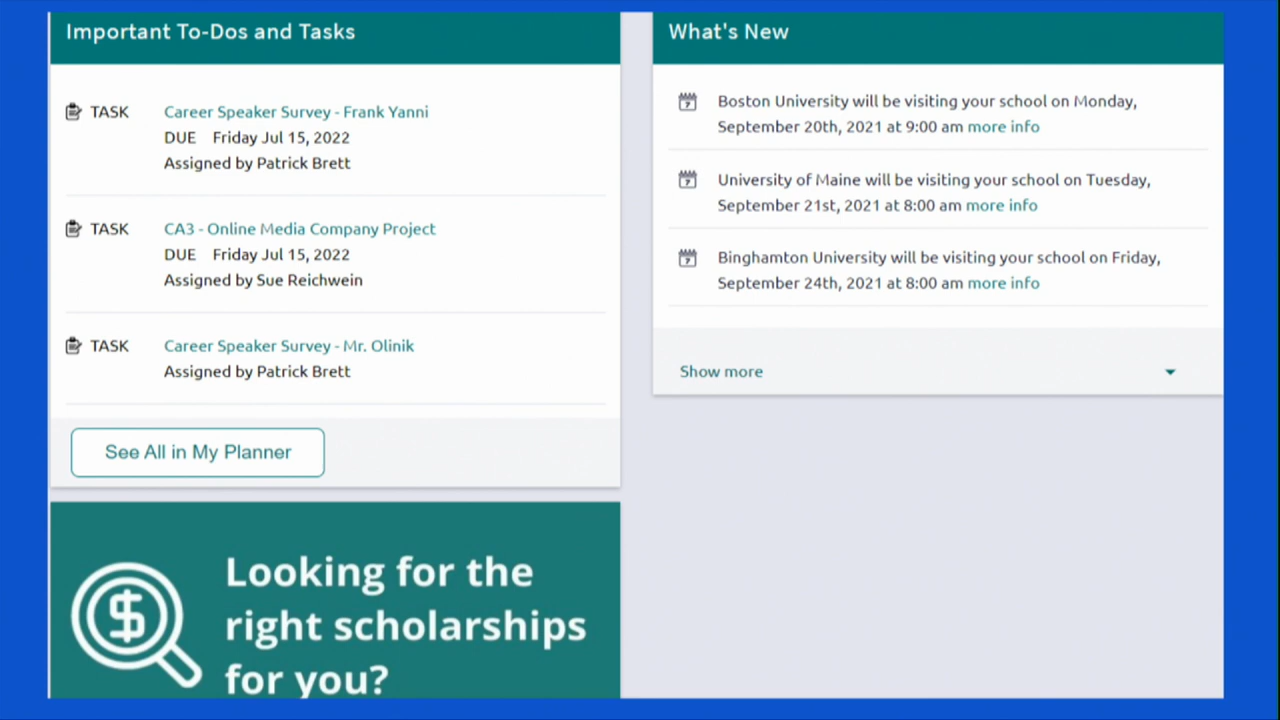 Important To-Dos and Tasks
TASK Career Speaker Survey - Frank Yanni
DUE Friday Jul 15, 2022
Assigned by Patrick Brett
TASK CA3 - Online Media Company Project
DUE Friday Jul 15, 2022
Assigned by Sue Reichwein
TASK Career Speaker Survey - Mr. Olinik
Assigned by Patrick Brett
See All in My Planner
Looking for the
right scholarships
for you?
What's New
Boston University will be visiting your school on Monday,
September 20th, 2021 at 9:00 am more info
University of Maine will be visiting your school on Tuesday,
September 21st, 2021 at 8:00 am more info
Binghamton University will be visiting your school on Friday,
September 24th, 2021 at 8:00 am more info
Show more